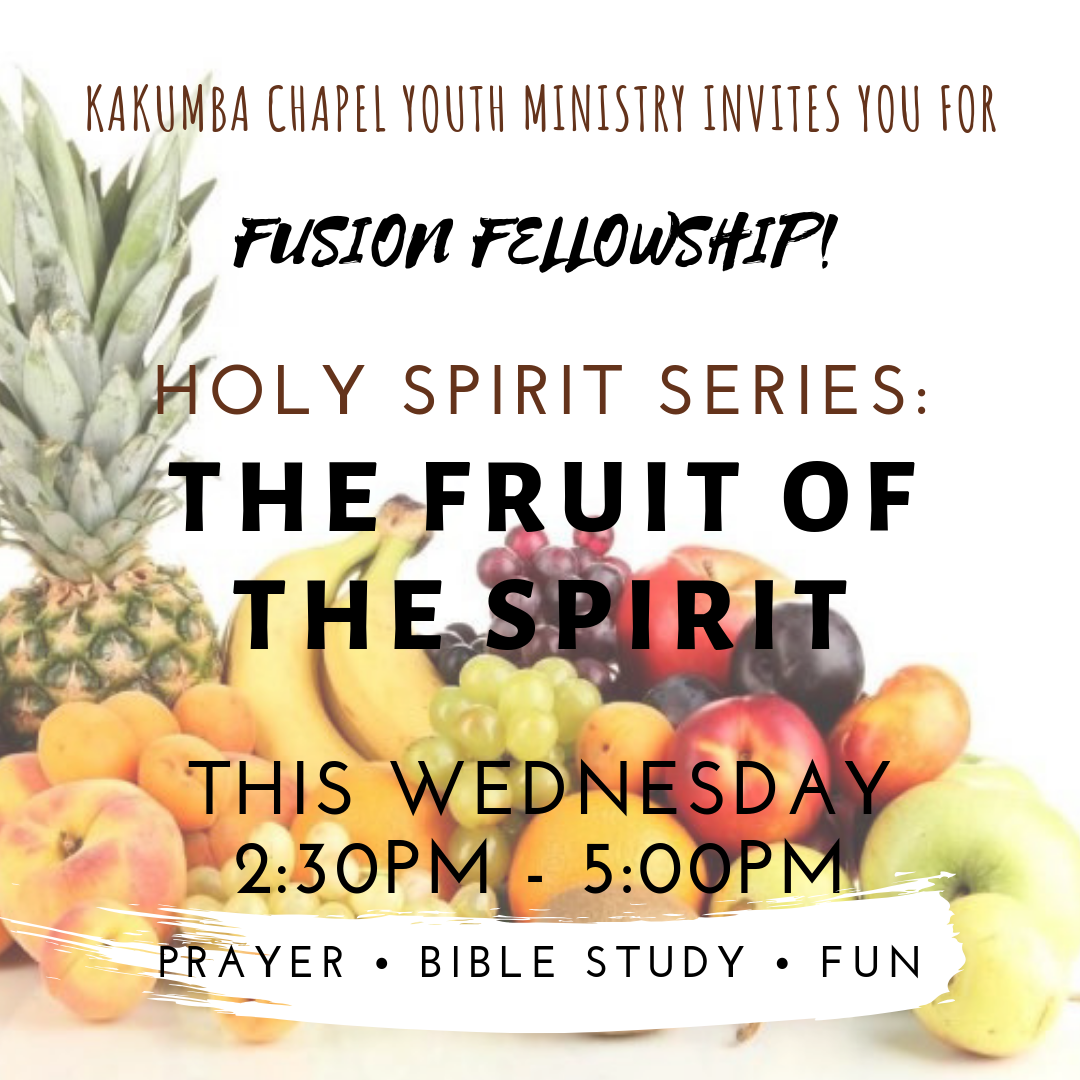 KAKUMBA CHAPEL YOUTH MINISTRY INVITES YOU FOR
FUSION FELLOWSHIP!
HOLY SPIRIT SERIES:
THE FRUIT OF
THE SPIRIT
THIS WEDNESDAY
2:30PM - 5:00PM
PRAYER • BIBLE STUDY • FUN